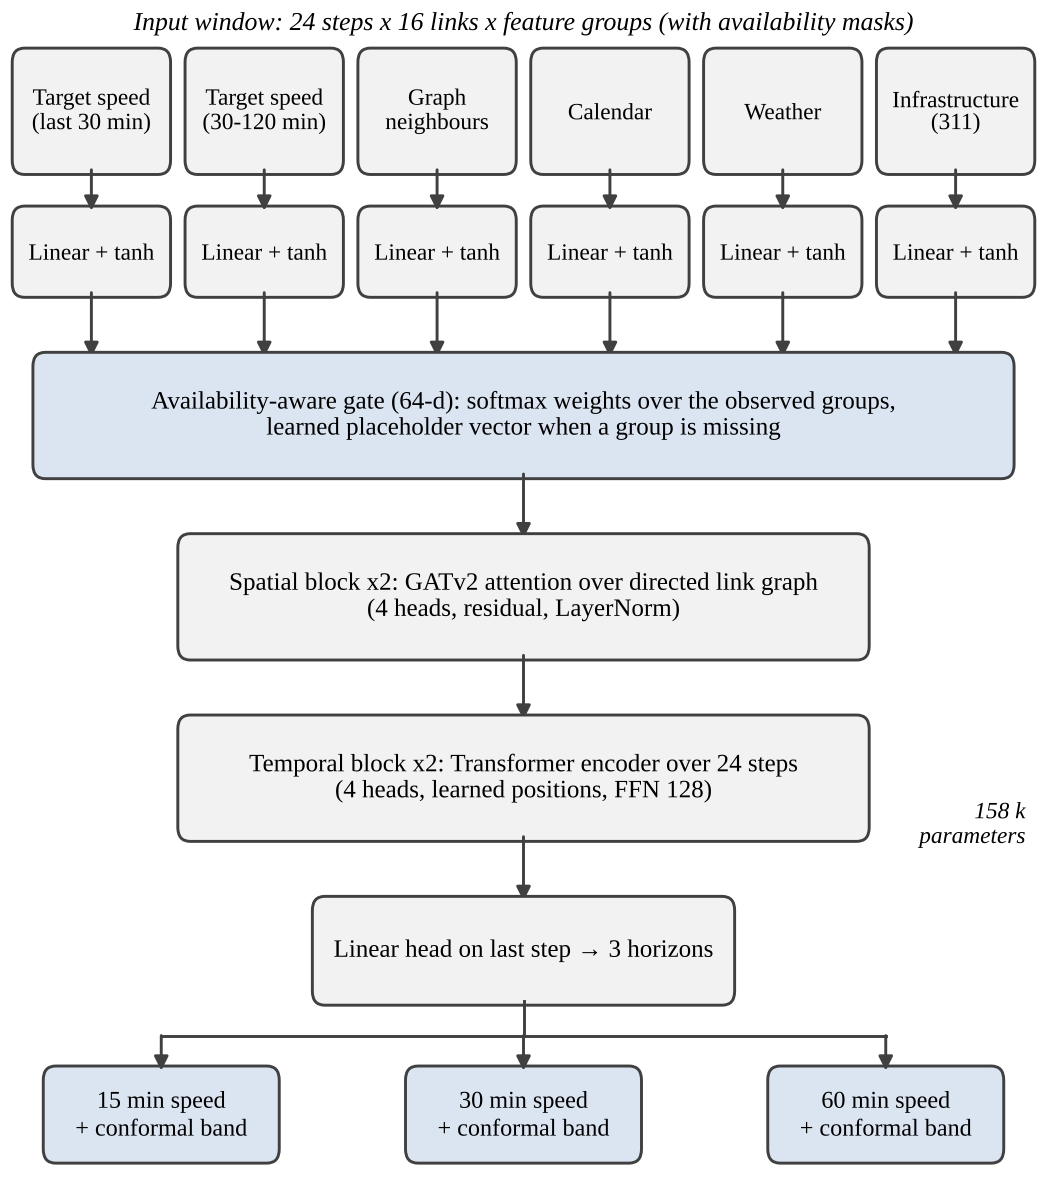 Input window: 24 steps x 16 links x feature groups (with availability masks)
Target speed
(last 30 min)
Target speed
(30-120 min)
Graph
neighbours
Calendar
Weather
Infrastructure
(311)
Linear + tanh
Linear + tanh
Linear + tanh
Linear + tanh
Linear + tanh
Linear + tanh
Availability-aware gate (64-d): softmax weights over the observed groups,
learned placeholder vector when a group is missing
Spatial block x2: GATv2 attention over directed link graph
(4 heads, residual, LayerNorm)
Temporal block x2: Transformer encoder over 24 steps
(4 heads, learned positions, FFN 128)
158 k
parameters
Linear head on last step → 3 horizons
15 min speed
+ conformal band
30 min speed
+ conformal band
60 min speed
+ conformal band